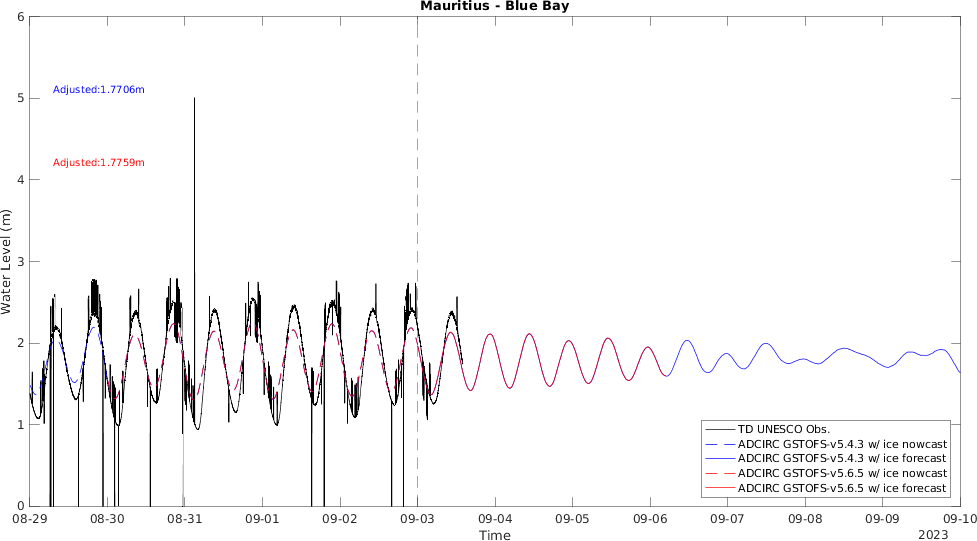 Mauritius - Blue Bay
6
5
4
3
2
1
0
Water Level (m)
Adjusted:1.7706m
Adjusted:1.7759m
TD UNESCO Obs.
ADCIRC GSTOFS-v5.4.3 w/ ice nowcast
ADCIRC GSTOFS-v5.4.3 w/ ice forecast
ADCIRC GSTOFS-v5.6.5 w/ ice nowcast
ADCIRC GSTOFS-v5.6.5 w/ ice forecast
08-29 08-30 08-31 09-01 09-02 09-03 09-04 09-05 09-06 09-07 09-08 09-09 09-10
Time
2023